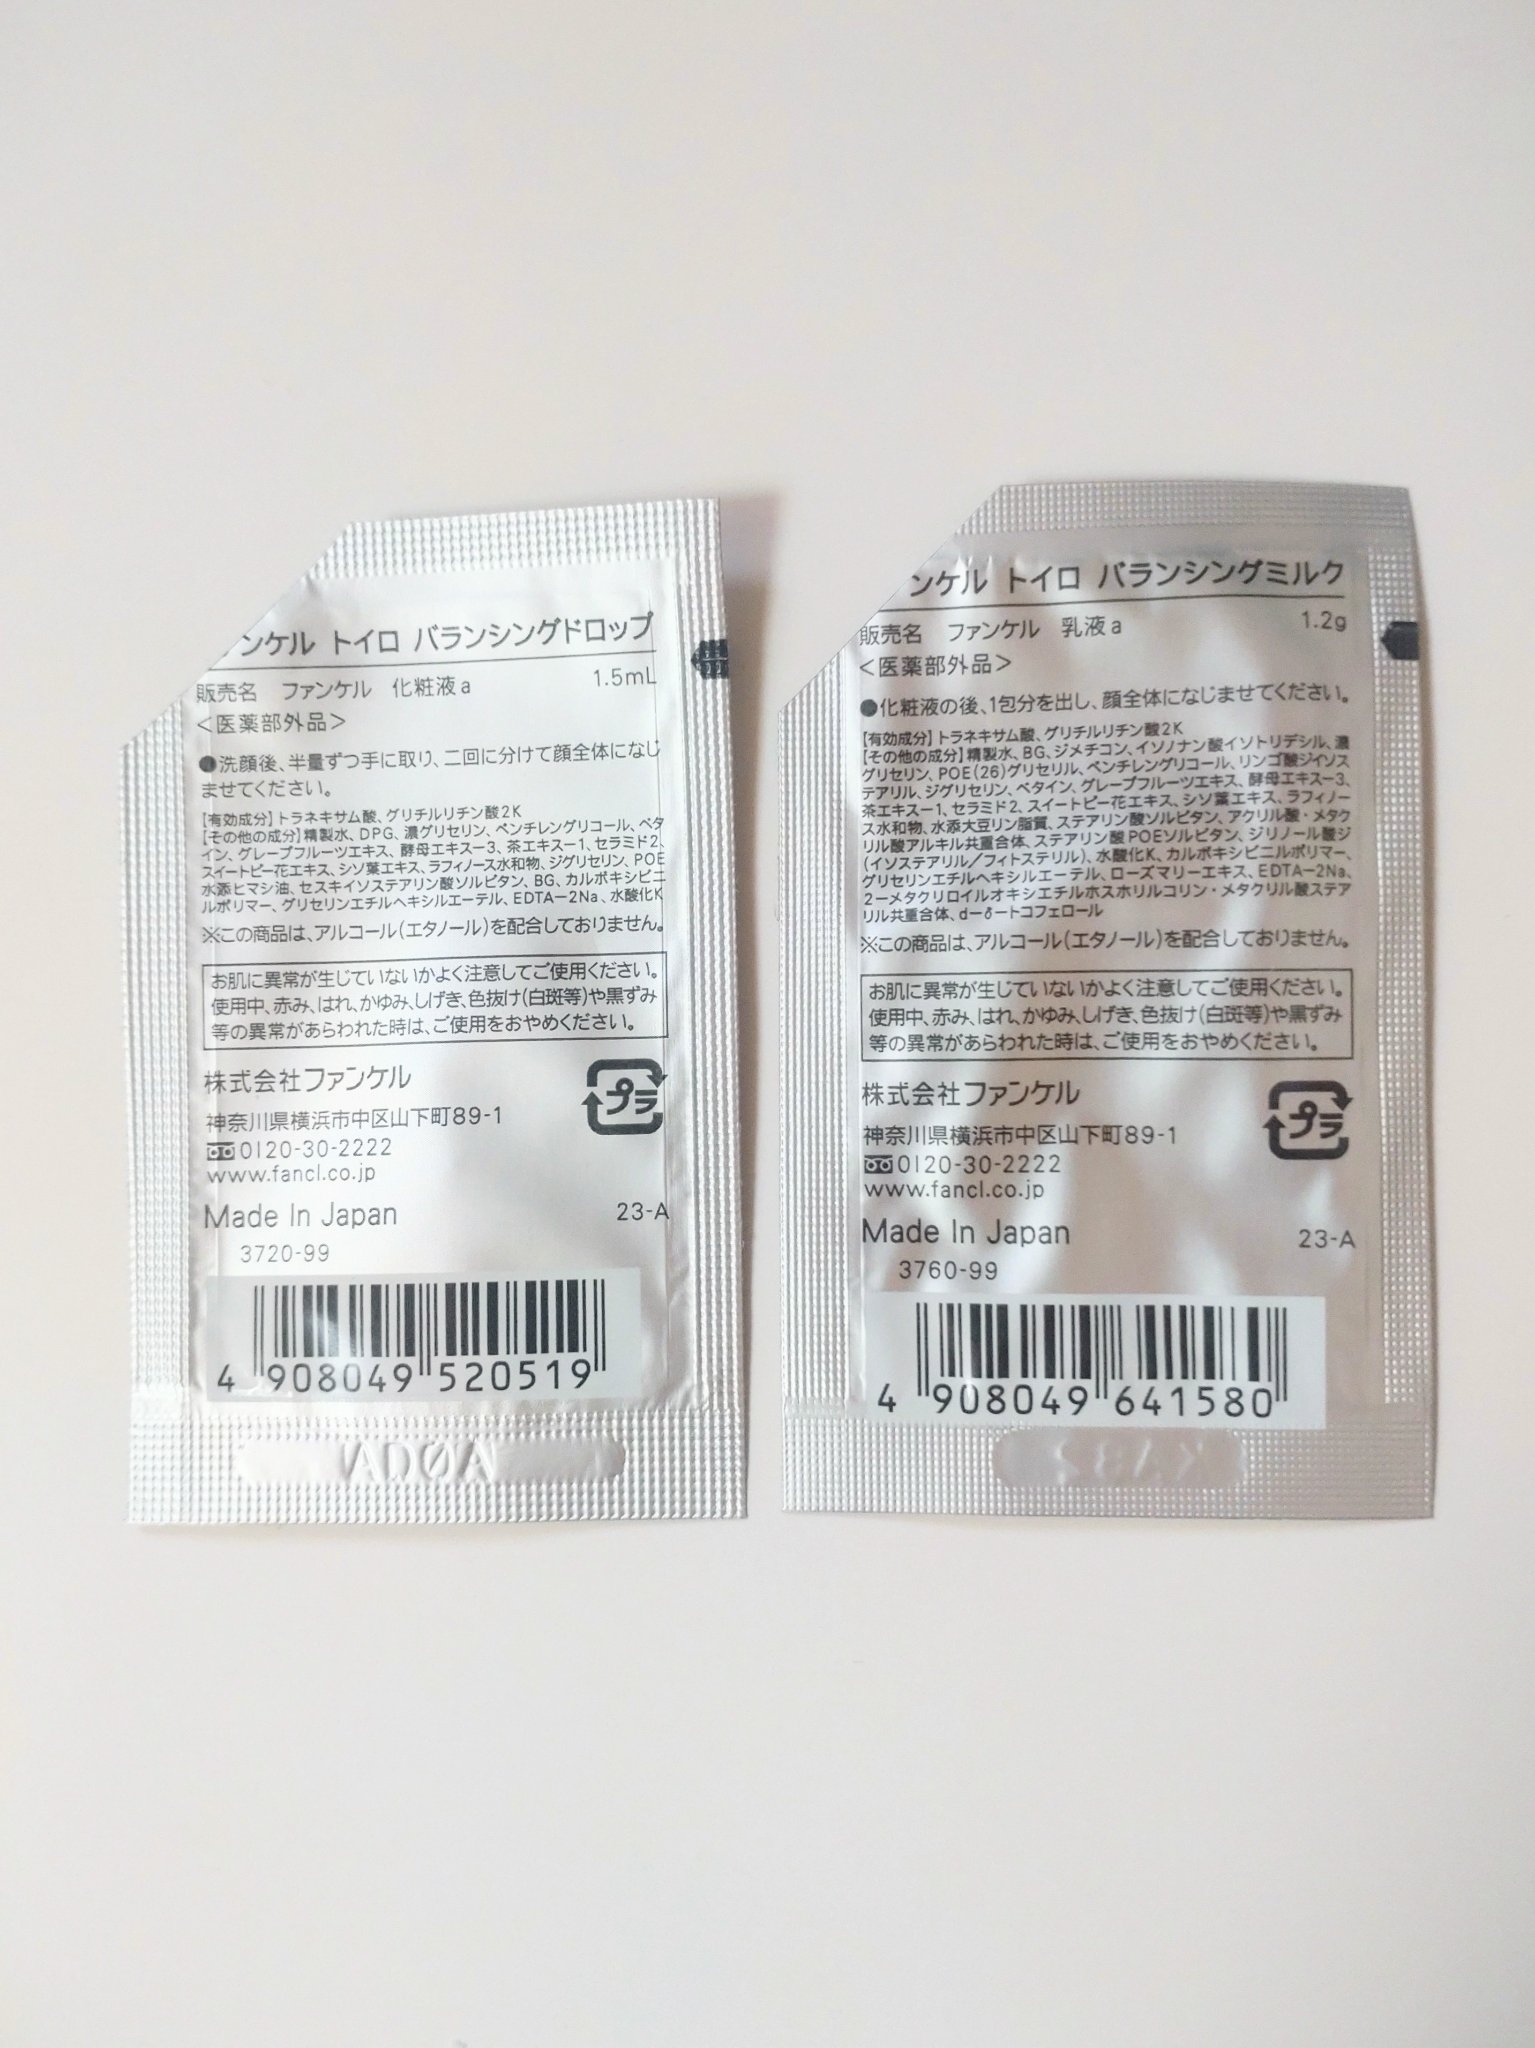 ンケル トイロ バランシングドロップ
販売名 ファンケル 化粧液a 1.5mL
<医薬部外品>
●洗顔後、半量ずつ手に取り、二回に分けて顔全体になじ
ませてください。
【有効成分】トラネキサム酸、グリチルリチン酸2K
【その他の成分】精製水、DPG、濃グリセリン、ペンチレングリコール、ベタ
イン、グレープフルーツエキス、酵母エキス−3、茶エキス−1、セラミド2、
スイートピー花エキス、シソ葉エキス、ラフィノース水和物、ジグリセリン、POE
水添ヒマシ油、セスキイソステアリン酸ソルビタン、BG、カルボキシビニ
ルポリマー、グリセリンエチルヘキシルエーテル、EDTA−2Na、水酸化K
※この商品は、アルコール(エタノール)を配合しておりません。
お肌に異常が生じていないかよく注意してご使用ください。
使用中、赤み、はれ、かゆみ、しげき、色抜け(白斑等)や黒ずみ
等の異常があらわれた時は、ご使用をおやめください。
株式会社ファンケル
神奈川県横浜市中区山下町89-1
0120-30-2222
www.fancl.co.jp
プラ
Made In Japan 23-A
3720-99
4 908049 520519
ンケル トイロ バランシングミルク
販売名 ファンケル 乳液a 1.2g
<医薬部外品>
●化粧液の後、1包分を出し、顔全体になじませてください。
【有効成分】トラネキサム酸、グリチルリチン酸2K
【その他の成分】精製水、BG、ジメチコン、イソノナン酸イソトリデシル、濃
グリセリン、POE(26)グリセリル、ペンチレングリコール、リンゴ酸ジイソス
テアリル、ジグリセリン、ベタイン、グレープフルーツエキス、酵母エキス−3、
茶エキス−1、セラミド2、スイートピー花エキス、シソ葉エキス、ラフィノー
ス水和物、水添大豆リン脂質、ステアリン酸ソルビタン、アクリル酸・メタク
リル酸アルキル共重合体、ステアリン酸POEソルビタン、ジリノール酸ジ
(イソステアリル/フィトステリル)、水酸化K、カルボキシビニルポリマー、
グリセリンエチルヘキシルエーテル、ローズマリーエキス、EDTA−2Na、
2−メタクリロイルオキシエチルホスホリルコリン・メタクリル酸ステア
リル共重合体、d−δ−トコフェロール
※この商品は、アルコール(エタノール)を配合しておりません。
お肌に異常が生じていないかよく注意してご使用ください。
使用中、赤み、はれ、かゆみ、しげき、色抜け(白斑等)や黒ずみ
等の異常があらわれた時は、ご使用をおやめください。
株式会社ファンケル
神奈川県横浜市中区山下町89-1
0120-30-2222
www.fancl.co.jp
プラ
Made In Japan 23-A
3760-99
4 908049 641580